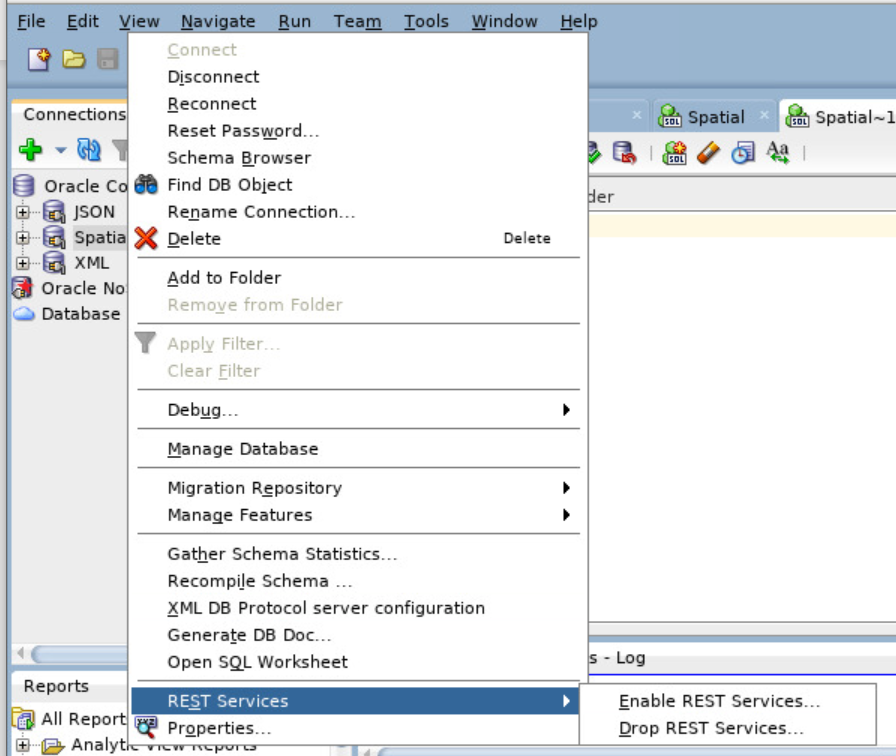 File Edit View Navigate Run Team Tools Window Help
Connect
Disconnect
Reconnect
Reset Password...
Schema Browser
Find DB Object
Rename Connection...
Delete Delete
Add to Folder
Remove from Folder
Apply Filter...
Clear Filter
Debug...
Manage Database
Migration Repository
Manage Features
Gather Schema Statistics...
Recompile Schema ...
XML DB Protocol server configuration
Generate DB Doc...
Open SQL Worksheet
REST Services
Properties...
Enable REST Services...
Drop REST Services...
Connections
Oracle Co
JSON
Spatia
XML
Oracle No
Database
Reports
All Report
Analytic View Reports
SQL Spatial
SQL Spatial~1
SQL Aa
der
s - Log